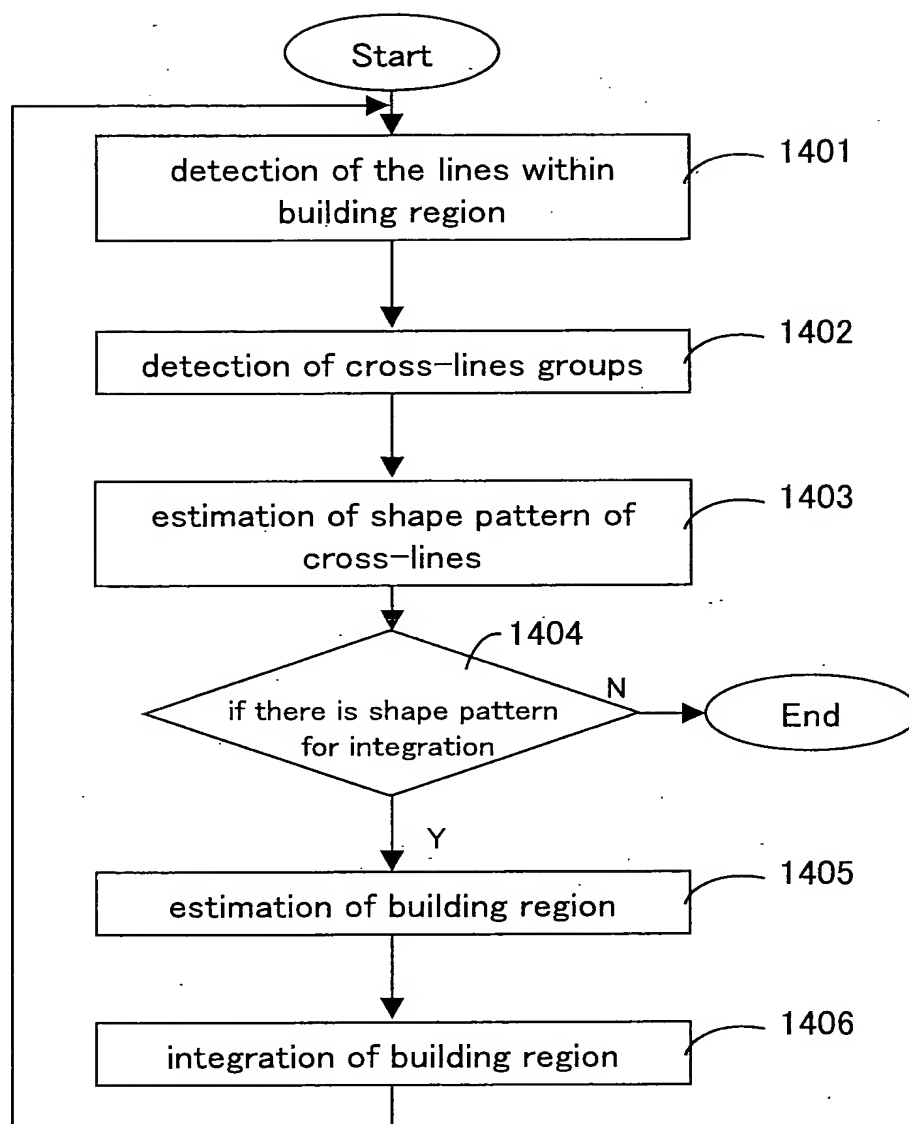 Start
detection of the lines within
building region
1401
detection of cross-lines groups
1402
estimation of shape pattern of
cross-lines
1403
1404
if there is shape pattern
for integration
N
End
Y
estimation of building region
1405
integration of building region
1406